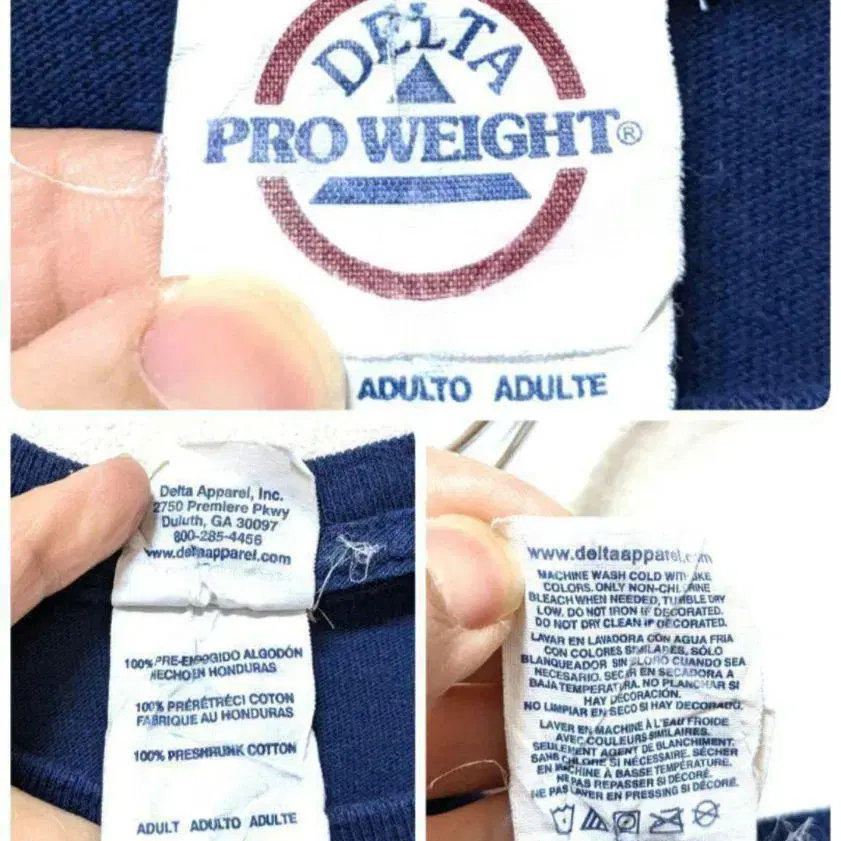 DELTA
PRO WEIGHT®
ADULTO ADULTE
Delta Apparel, Inc.
2750 Premiere Pkwy
Duluth, GA 30097
800-285-4456
www.deltaapparel.com
100% PRE-ENCOGIDO ALGODÓN
HECHO EN HONDURAS
100% PRÉRÉTRÉCI COTON
FABRIQUE AU HONDURAS
100% PRESHRUNK COTTON
ADULT ADULTO ADULTE
www.deltaapparel.com
MACHINE WASH COLD WITH LIKE
COLORS. ONLY NON-CHLORINE
BLEACH WHEN NEEDED, TUMBLE DRY
LOW. DO NOT IRON IF DECORATED.
DO NOT DRY CLEAN IF DECORATED.
LAVAR EN LAVADORA CON AGUA FRIA
CON COLORES SIMILARES, SÓLO
BLANQUEADOR SIN CLORO CUANDO SEA
NECESARIO. SECAR EN SECADORA A
BAJA TEMPERATURA. NO PLANCHAR SI
HAY DECORACIÓN.
NO LIMPIAR EN SECO SI HAY DECORADO.
LAVER EN MACHINE À L'EAU FROIDE
AVEC COULEURS SIMILAIRES.
SEULEMENT AGENT DE BLANCHIMENT
SANS CHLORE SI NÉCESSAIRE. SÉCHER
EN MACHINE À BASSE TEMPÉRATURE.
NE PAS REPASSER SI DÉCORÉ.
NE PAS LAVER EN PRESSING SI DÉCORÉ.